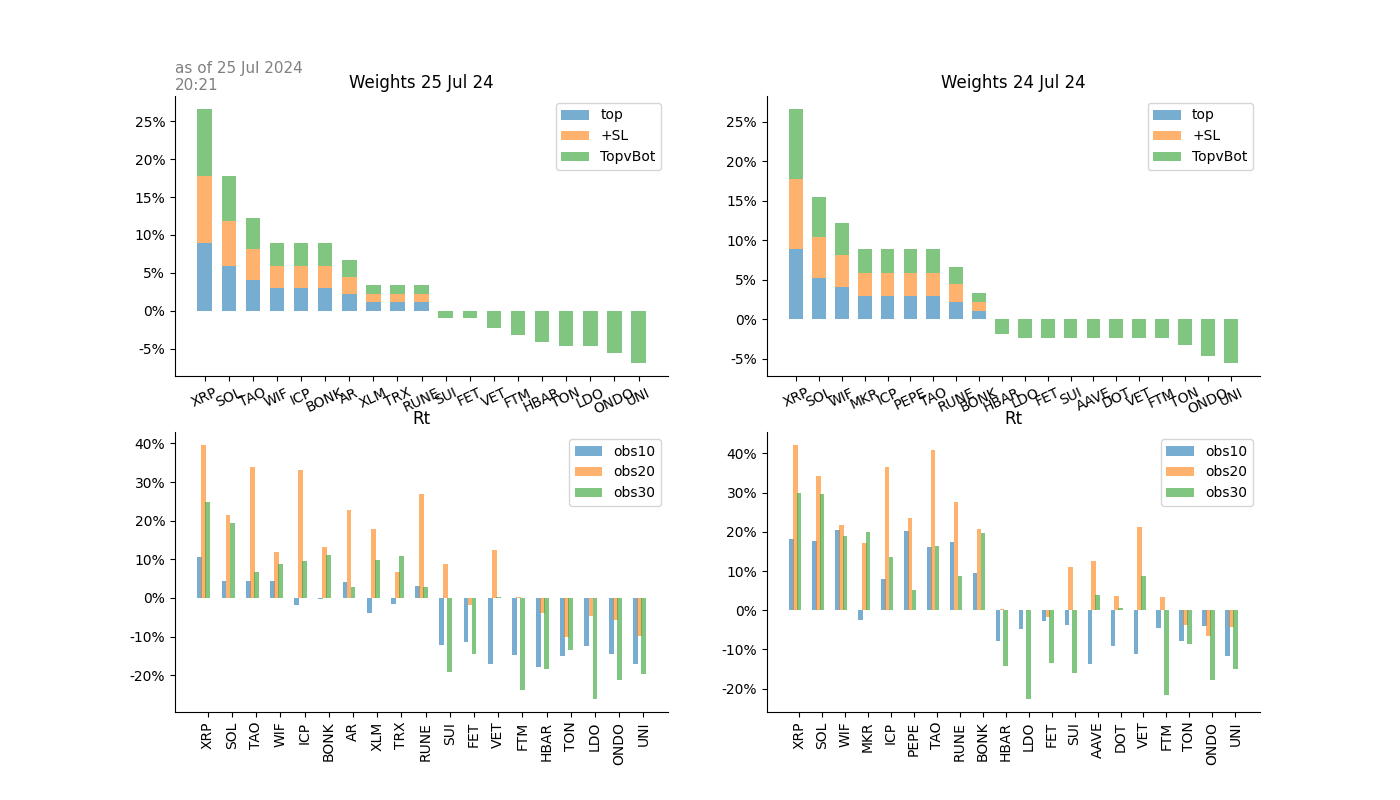 as of 25 Jul 2024
20:21
Weights 25 Jul 24
25%
20%
15%
10%
5%
0%
-5%
top
+SL
TopvBot
XRP SOL TAO WIF ICP BONK AR XLM TRX RUNE SUI FET VET FTM HBAR TON LDO ONDO UNI
Weights 24 Jul 24
25%
20%
15%
10%
5%
0%
-5%
top
+SL
TopvBot
XRP SOL WIF MKR ICP PEPE TAO RUNE BONK HBAR LDO FET SUI AAVE DOT VET FTM TON ONDO UNI
Rt
40%
30%
20%
10%
0%
-10%
-20%
obs10
obs20
obs30
XRP SOL TAO WIF ICP BONK AR XLM TRX RUNE SUI FET VET FTM HBAR TON LDO ONDO UNI
Rt
40%
30%
20%
10%
0%
-10%
-20%
obs10
obs20
obs30
XRP SOL WIF MKR ICP PEPE TAO RUNE BONK HBAR LDO FET SUI AAVE DOT VET FTM TON ONDO UNI